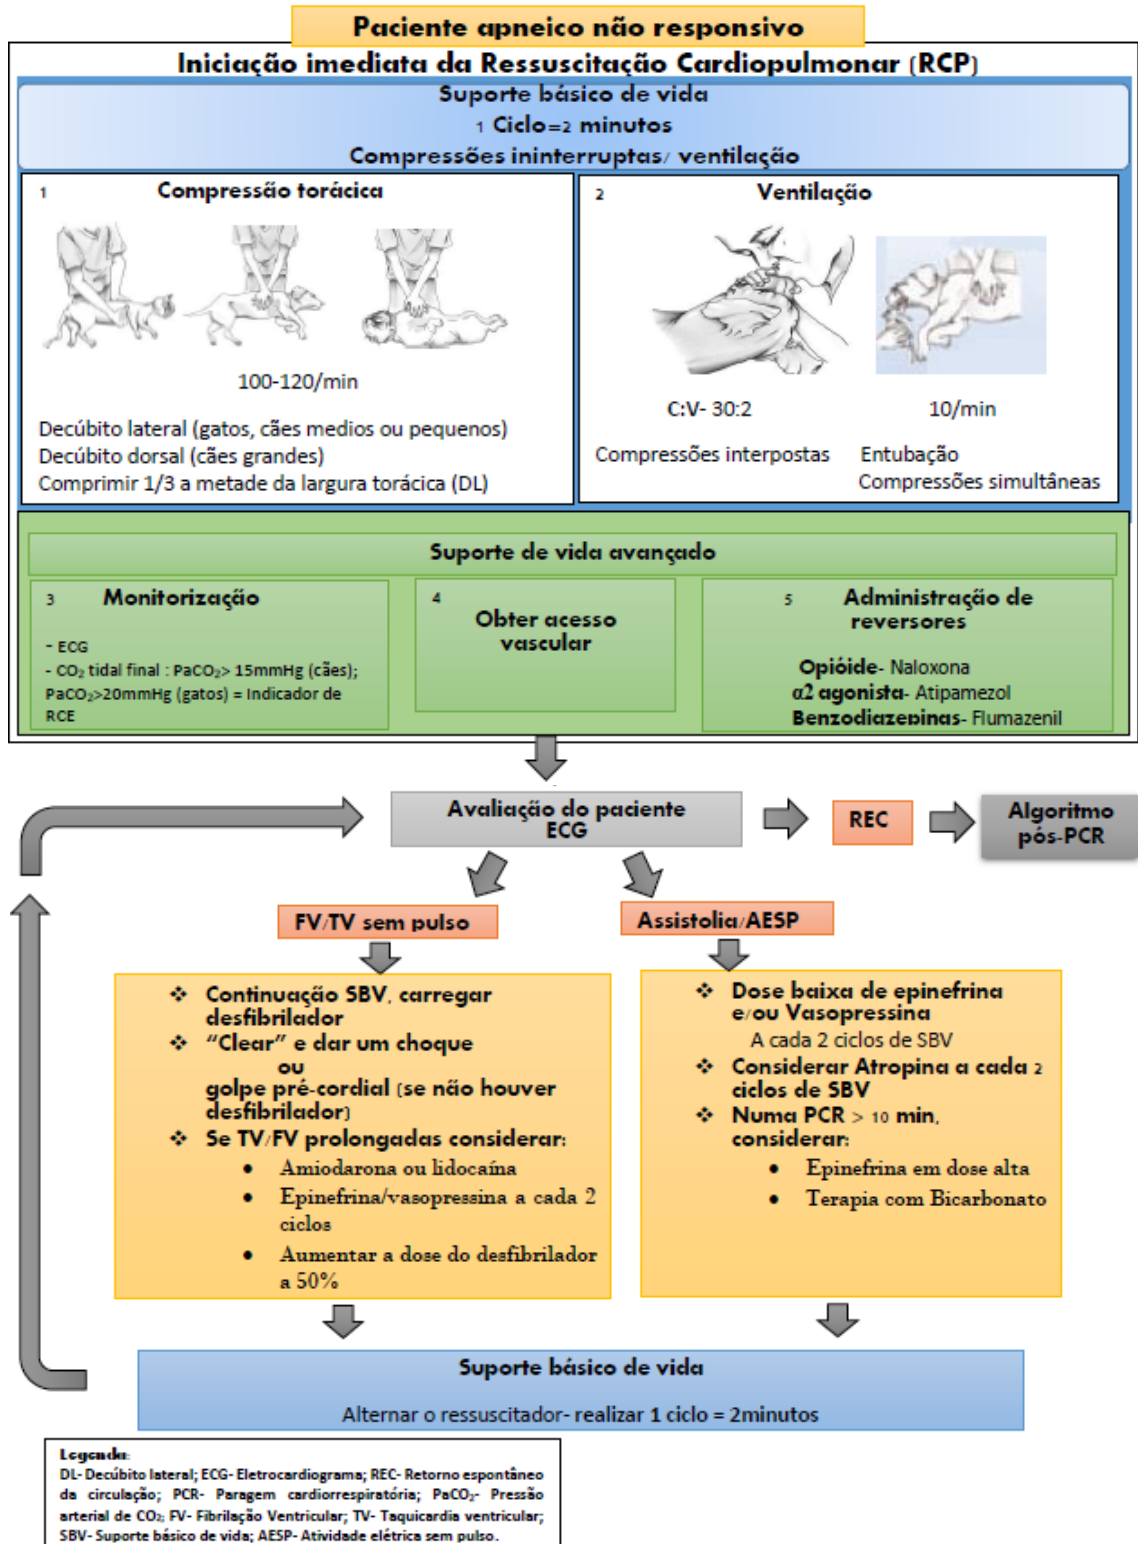 Paciente apneico não responsivo
Iniciação imediata da Ressuscitação Cardiopulmonar (RCP)
Suporte básico de vida
1 Ciclo=2 minutos
Compressões ininterruptas/ ventilação
1 Compressão torácica
100-120/min
Decúbito lateral (gatos, cães medios ou pequenos)
Decúbito dorsal (cães grandes)
Comprimir 1/3 a metade da largura torácica (DL)
2 Ventilação
C:V- 30:2
Compressões interpostas
10/min
Entubação
Compressões simultâneas
Suporte de vida avançado
3 Monitorização
- ECG
- CO₂ tidal final : PaCO₂> 15mmHg (cães);
PaCO₂>20mmHg (gatos) = Indicador de
RCE
4
Obter acesso
vascular
5 Administração de
reversores
Opióide- Naloxona
α2 agonista- Atipamezol
Benzodiazepinas- Flumazenil
Avaliação do paciente
ECG
REC
Algoritmo
pós-PCR
FV/TV sem pulso
❖ Continuação SBV, carregar
desfibrilador
❖ “Clear” e dar um choque
ou
golpe pré-cordial (se não houver
desfibrilador)
❖ Se TV/FV prolongadas considerar:
• Amiodarona ou lidocaína
• Epinefrina/vasopressina a cada 2
ciclos
• Aumentar a dose do desfibrilador
a 50%
Assistolia/AESP
❖ Dose baixa de epinefrina
e/ou Vasopressina
A cada 2 ciclos de SBV
❖ Considerar Atropina a cada 2
ciclos de SBV
❖ Numa PCR > 10 min,
considerar:
• Epinefrina em dose alta
• Terapia com Bicarbonato
Suporte básico de vida
Alternar o ressuscitador- realizar 1 ciclo = 2minutos
Legenda:
DL- Decúbito lateral; ECG- Eletrocardiograma; REC- Retorno espontâneo
da circulação; PCR- Paragem cardiorrespiratória; PaCO₂- Pressão
arterial de CO₂; FV- Fibrilação Ventricular; TV- Taquicardia ventricular;
SBV- Suporte básico de vida; AESP- Atividade elétrica sem pulso.